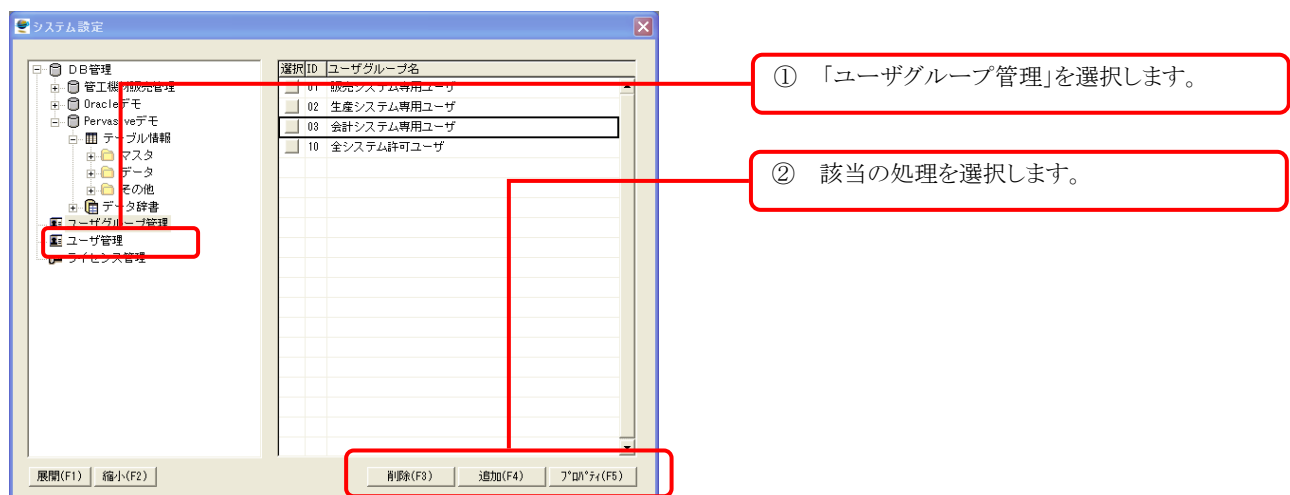 システム設定
DB管理
管工機材販売管理
Oracleデモ
Pervasiveデモ
テーブル情報
マスタ
データ
その他
データ辞書
ユーザグループ管理
ユーザ管理
ライセンス管理
選択 ID ユーザグループ名
01 販売システム専用ユーザ
02 生産システム専用ユーザ
03 会計システム専用ユーザ
10 全システム許可ユーザ
展開(F1) 縮小(F2) 削除(F3) 追加(F4) プロパティ(F5)
① 「ユーザグループ管理」を選択します。
② 該当の処理を選択します。